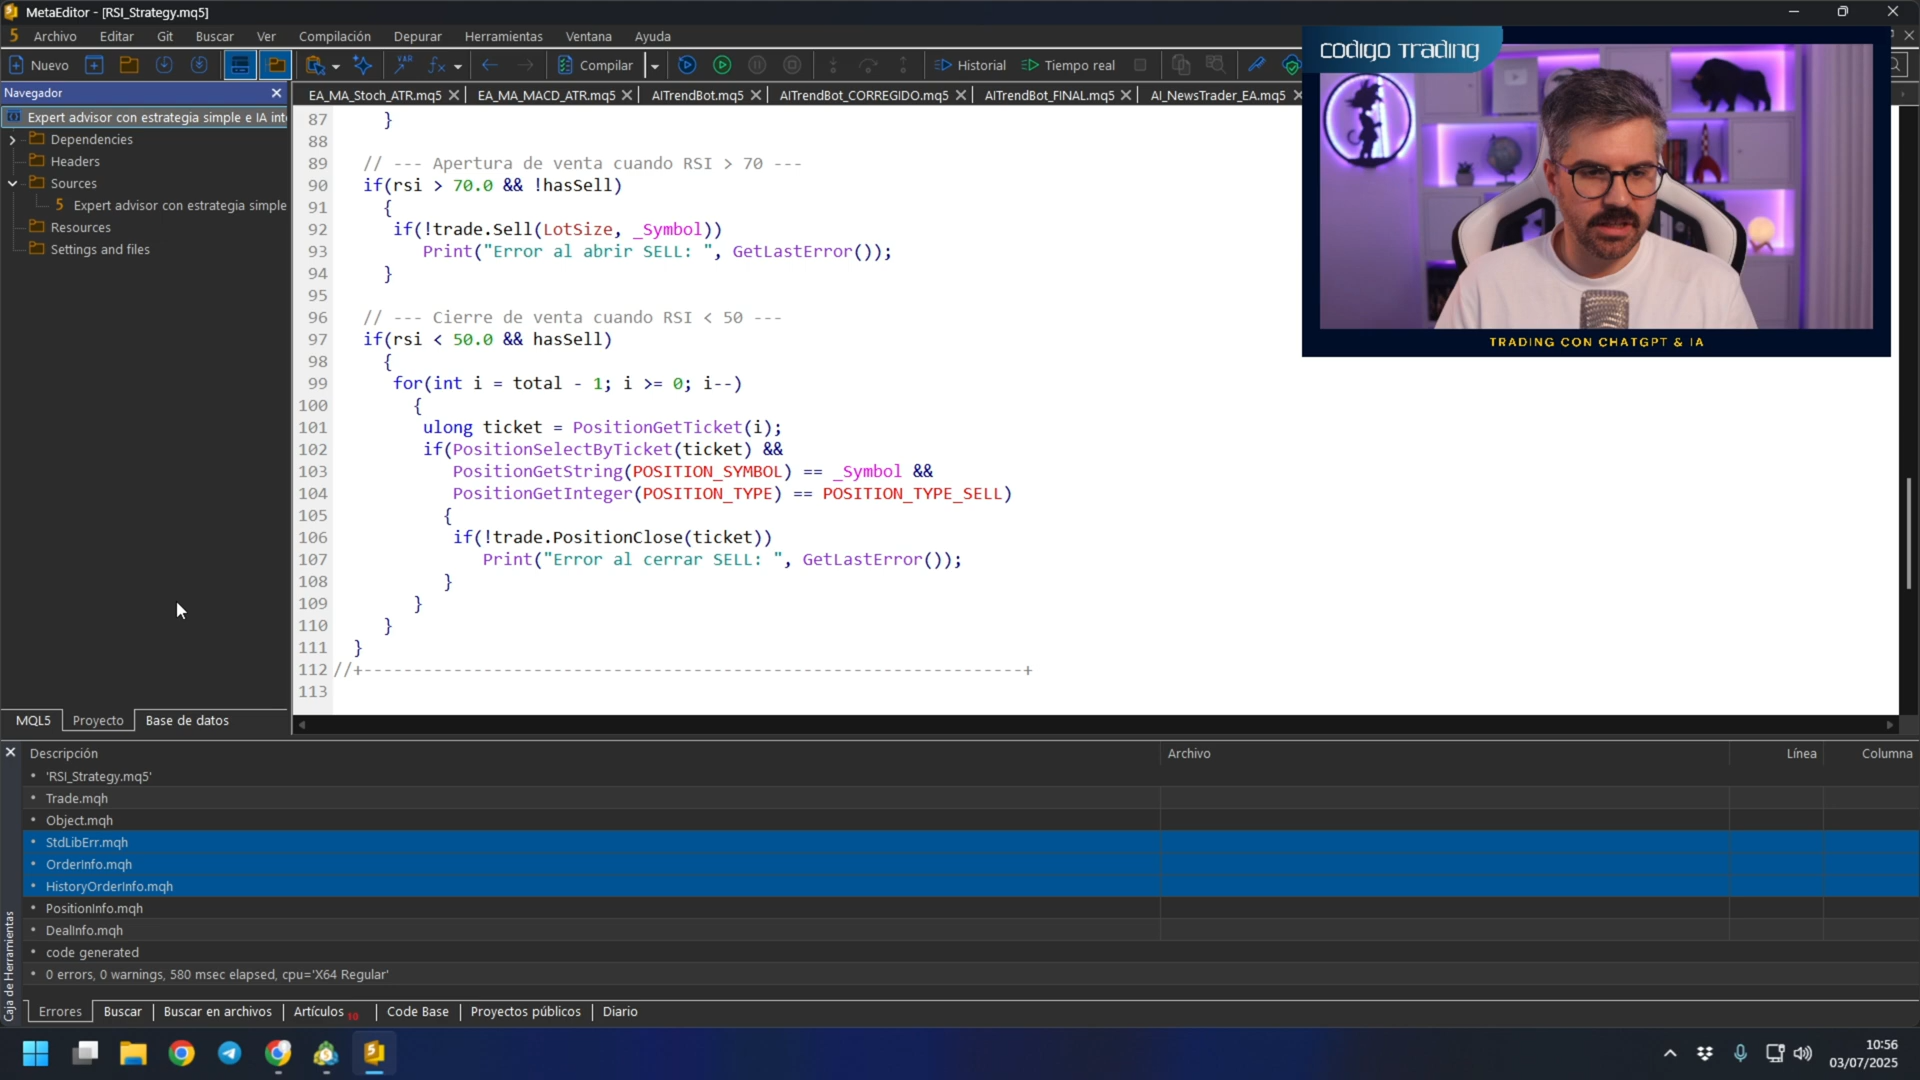 MetaEditor - [RSI_Strategy.mq5]
Archivo Editar Git Buscar Ver Compilación Depurar Herramientas Ventana Ayuda
Nuevo VAR Compilar Historial Tiempo real
Navegador
EA_MA_Stoch_ATR.mq5 EA_MA_MACD_ATR.mq5 AITrendBot.mq5 AITrendBot_CORREGIDO.mq5 AITrendBot_FINAL.mq5 AI_NewsTrader_EA.mq5
Expert advisor con estrategia simple e IA int
Dependencies
Headers
Sources
Expert advisor con estrategia simple
Resources
Settings and files
MQL5 Proyecto Base de datos
87 }
88
89 // --- Apertura de venta cuando RSI > 70 ---
90 if(rsi > 70.0 && !hasSell)
91 {
92 if(!trade.Sell(LotSize, _Symbol))
93 Print("Error al abrir SELL: ", GetLastError());
94 }
95
96 // --- Cierre de venta cuando RSI < 50 ---
97 if(rsi < 50.0 && hasSell)
98 {
99 for(int i = total - 1; i >= 0; i--)
100 {
101 ulong ticket = PositionGetTicket(i);
102 if(PositionSelectByTicket(ticket) &&
103 PositionGetString(POSITION_SYMBOL) == _Symbol &&
104 PositionGetInteger(POSITION_TYPE) == POSITION_TYPE_SELL)
105 {
106 if(!trade.PositionClose(ticket))
107 Print("Error al cerrar SELL: ", GetLastError());
108 }
109 }
110 }
111 }
112 //+------------------------------------------------------------------+
113
codigo Trading
TRADING CON CHATGPT & IA
Descripción Archivo Línea Columna
'RSI_Strategy.mq5'
Trade.mqh
Object.mqh
StdLibErr.mqh
OrderInfo.mqh
HistoryOrderInfo.mqh
PositionInfo.mqh
DealInfo.mqh
code generated
0 errors, 0 warnings, 580 msec elapsed, cpu='X64 Regular'
Caja de Herramientas
Errores Buscar Buscar en archivos Artículos 10 Code Base Proyectos públicos Diario
10:56
03/07/2025